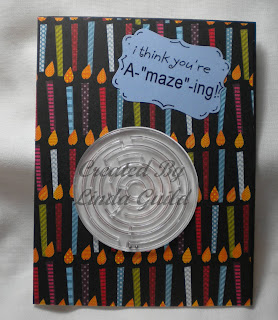 i think you're
A-"maze"-ing!
Created By
Linda Guild